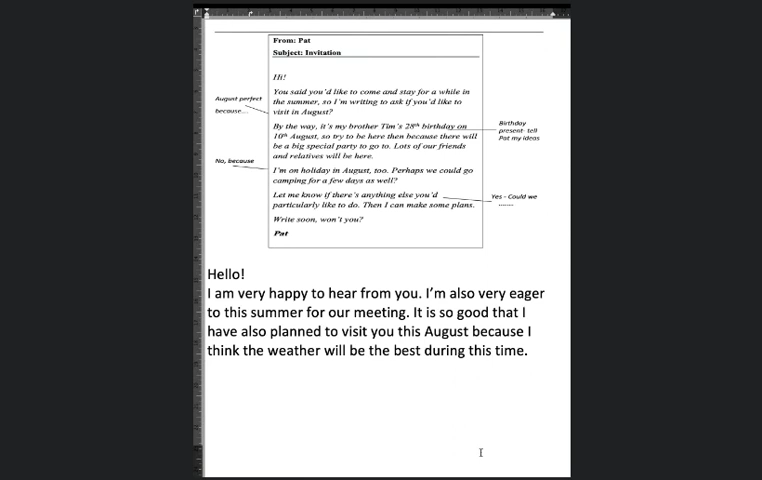 From: Pat
Subject: Invitation
Hi!
You said you'd like to come and stay for a while in
the summer, so I'm writing to ask if you'd like to
visit in August?
August perfect
because...
By the way, it's my brother Tim's 28th birthday on
10th August, so try to be here then because there will
be a big special party to go to. Lots of our friends
and relatives will be here.
Birthday
present- tell
Pat my ideas
No, because
I'm on holiday in August, too. Perhaps we could go
camping for a few days as well?
Let me know if there's anything else you'd
particularly like to do. Then I can make some plans.
Yes - Could we
.......
Write soon, won't you?
Pat
Hello!
I am very happy to hear from you. I'm also very eager
to this summer for our meeting. It is so good that I
have also planned to visit you this August because I
think the weather will be the best during this time.